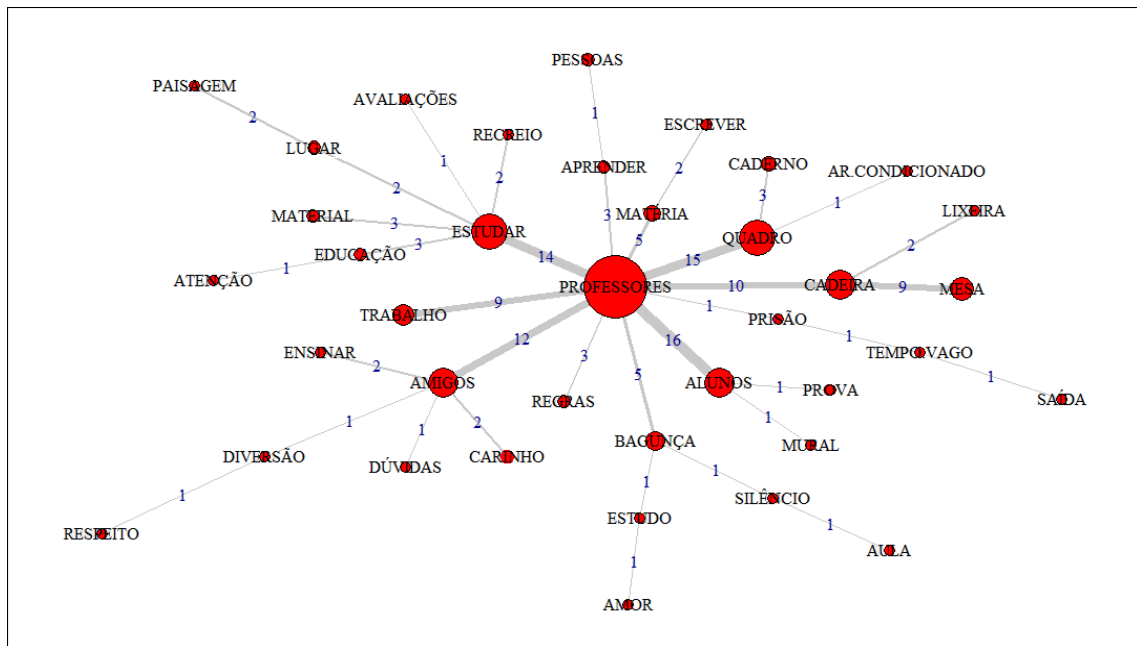 PESSOAS
PAISAGEM
AVALIAÇÕES
2
1
ESCREVER
RECREIO
LUGAR
1
2
CADERNO
2
APRENDER
AR.CONDICIONADO
2
3
1
MATERIAL
3
3
MATÉRIA
LIXEIRA
ESTUDAR
5
QUADRO
2
EDUCAÇÃO
3
14
15
ATENÇÃO
1
PROFESSORES
10
CADEIRA
9
MESA
TRABALHO
9
1
PRISÃO
12
16
1
ENSINAR
3
TEMPO.VAGO
2
5
1
AMIGOS
ALUNOS
1
PROVA
REGRAS
SAÍDA
1
1
2
1
BAGUNÇA
MURAL
DIVERSÃO
DÚVIDAS
CARINHO
1
1
1
SILÊNCIO
ESTUDO
1
RESPEITO
1
AULA
AMOR